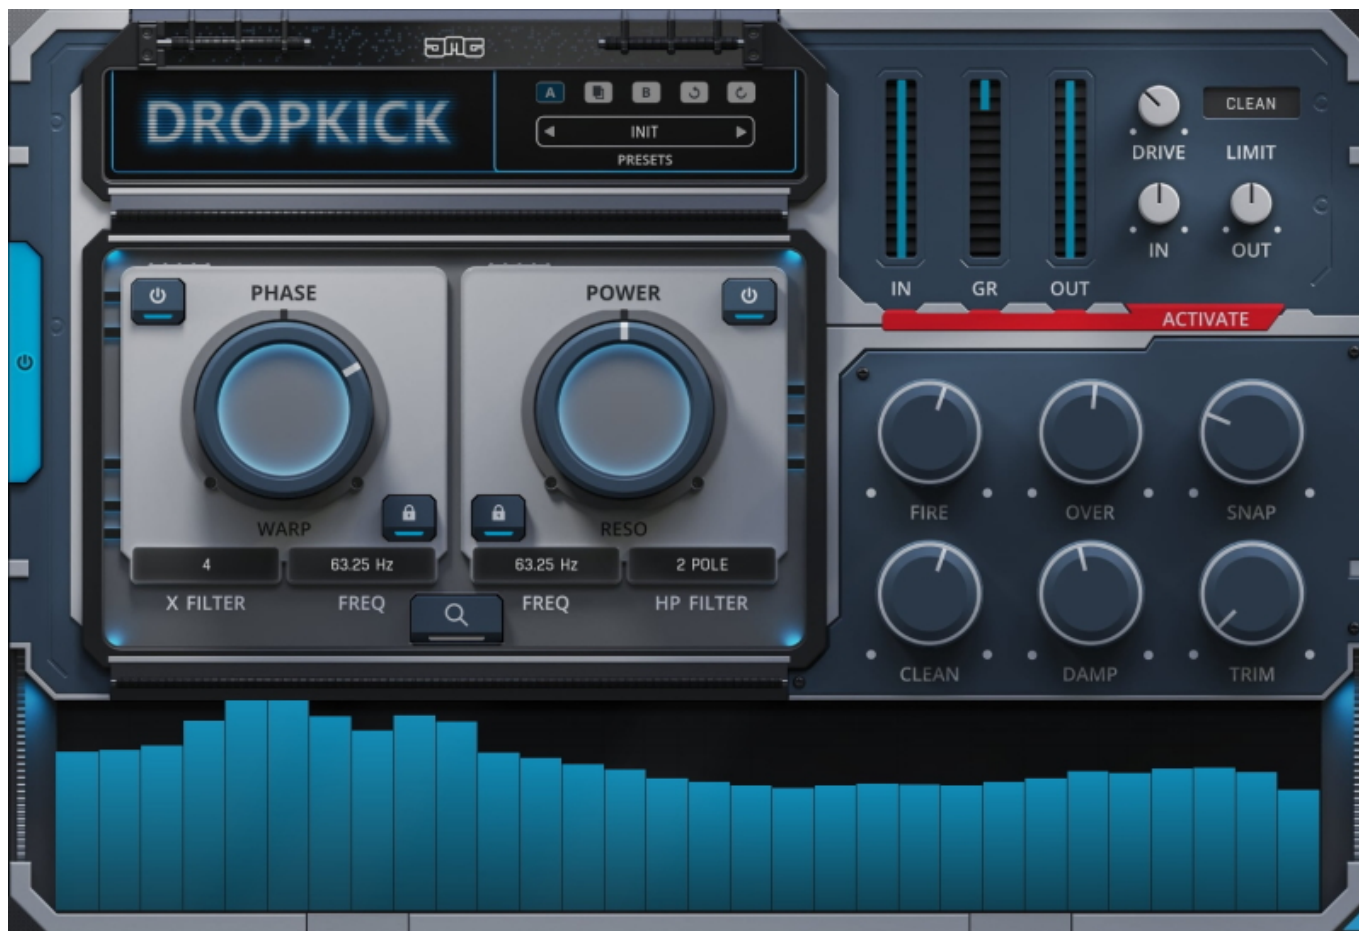 DHG
DROPKICK
A
B
INIT
PRESETS
CLEAN
DRIVE
LIMIT
IN
OUT
IN
GR
OUT
ACTIVATE
PHASE
POWER
WARP
RESO
4
63.25 Hz
63.25 Hz
2 POLE
X FILTER
FREQ
FREQ
HP FILTER
FIRE
OVER
SNAP
CLEAN
DAMP
TRIM